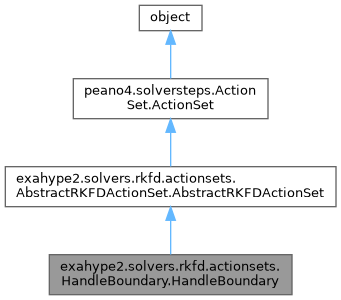 object
peano4.solversteps.Action
Set.ActionSet
exahype2.solvers.rkfd.actionsets.
AbstractRKFDActionSet.AbstractRKFDActionSet
exahype2.solvers.rkfd.actionsets.
HandleBoundary.HandleBoundary